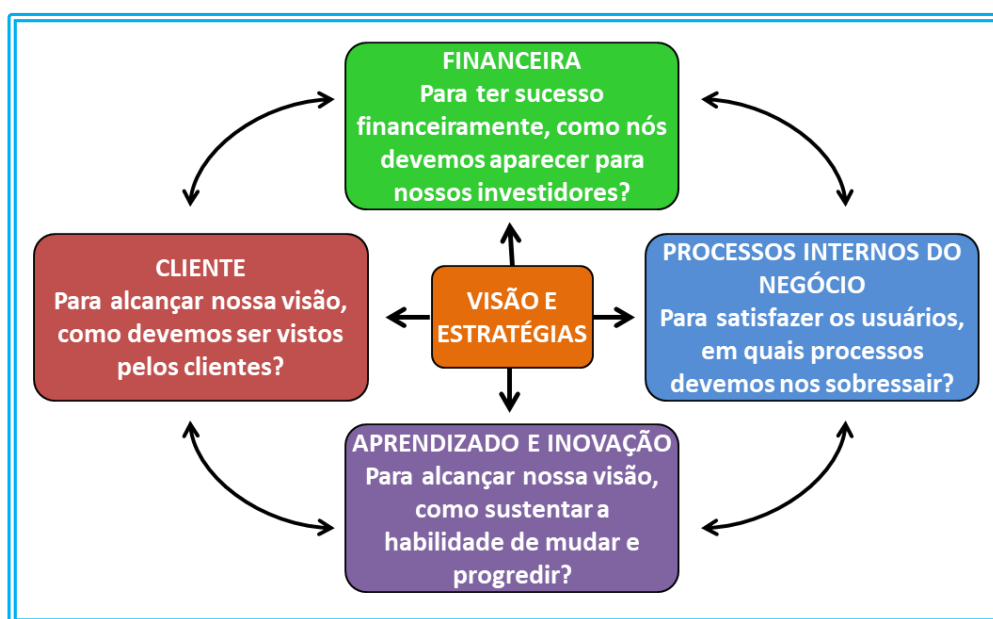 FINANCEIRA
Para ter sucesso
financeiramente, como nós
devemos aparecer para
nossos investidores?
CLIENTE
Para alcançar nossa visão,
como devemos ser vistos
pelos clientes?
VISÃO E
ESTRATÉGIAS
PROCESSOS INTERNOS DO
NEGÓCIO
Para satisfazer os usuários,
em quais processos
devemos nos sobressair?
APRENDIZADO E INOVAÇÃO
Para alcançar nossa visão,
como sustentar a
habilidade de mudar e
progredir?